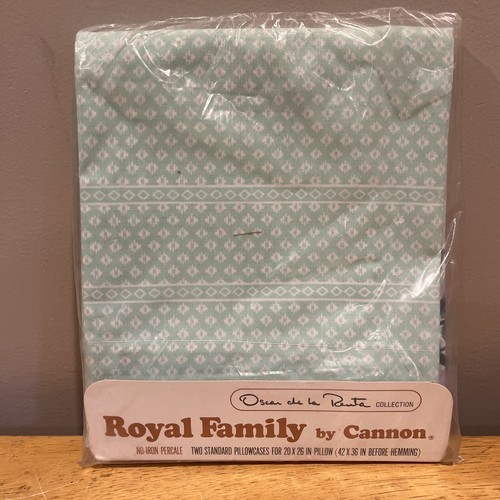 Oscar de la Renta COLLECTION
Royal Family by Cannon®
NO-IRON PERCALE TWO STANDARD PILLOWCASES FOR 20 X 26 IN PILLOW (42 X 36 IN BEFORE HEMMING)